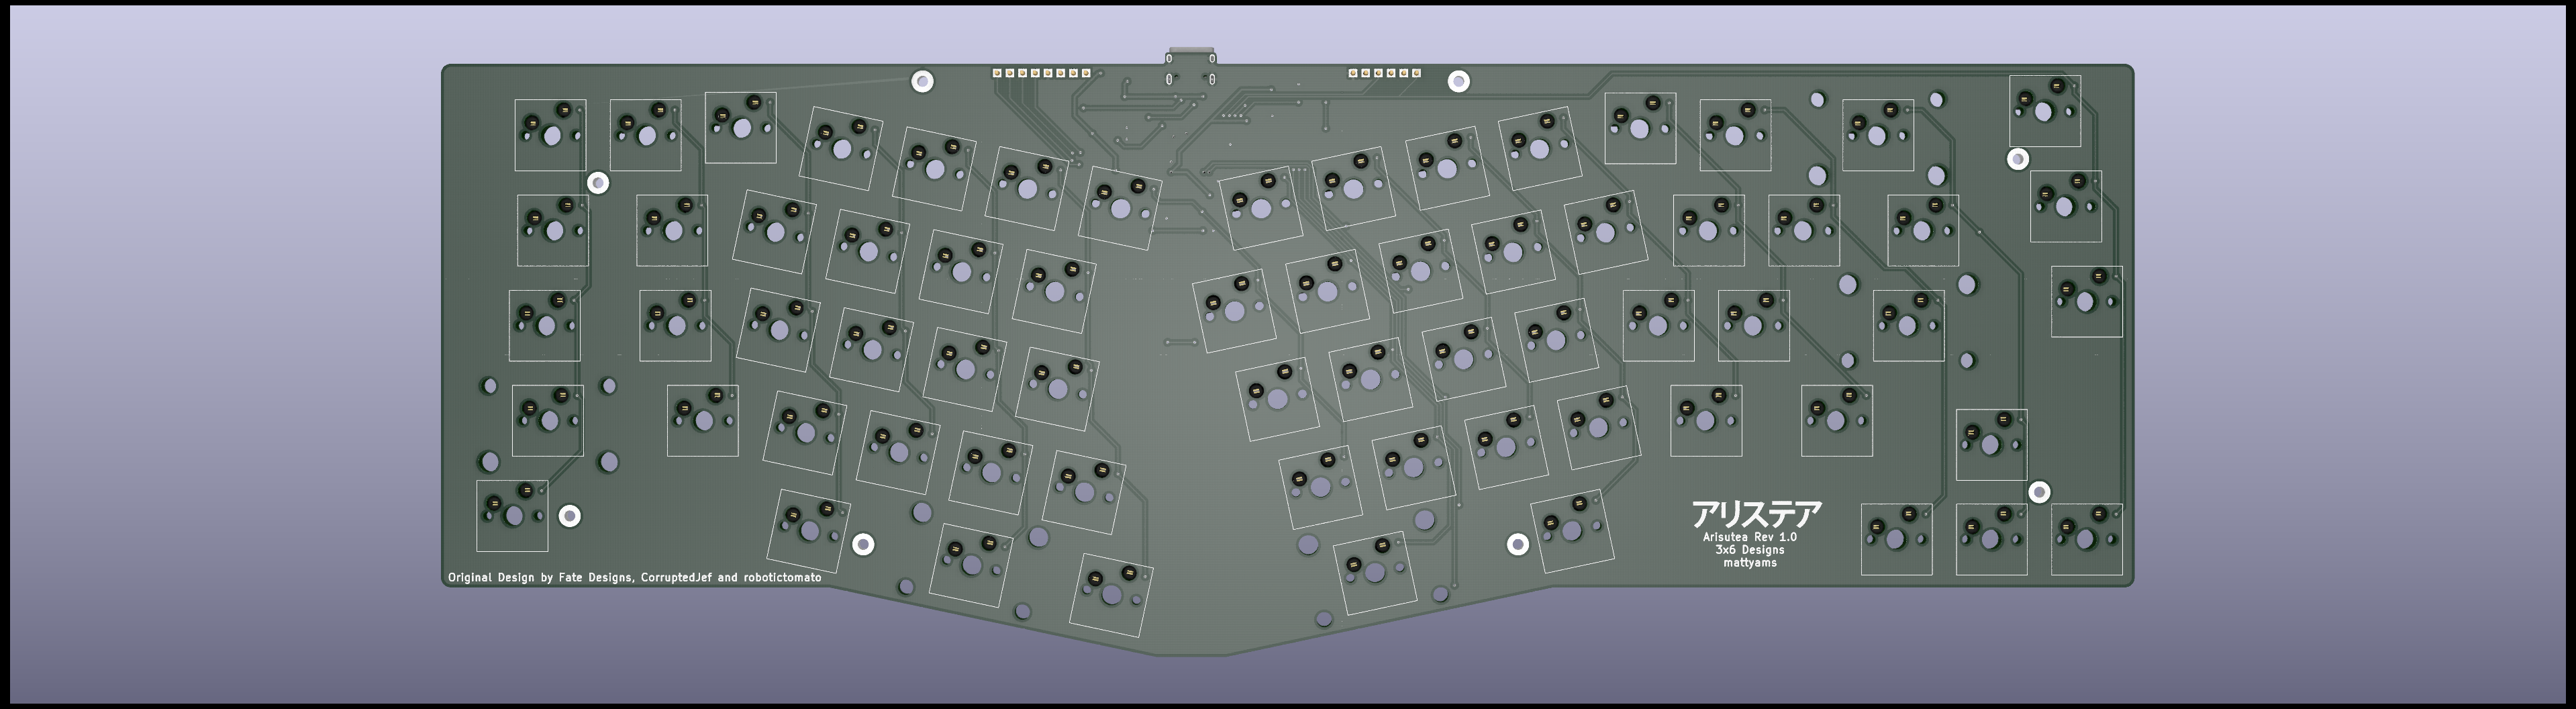 アリステア
Arisutea Rev 1.0
3x6 Designs
mattyams
Original Design by Fate Designs, CorruptedJef and robotictomato